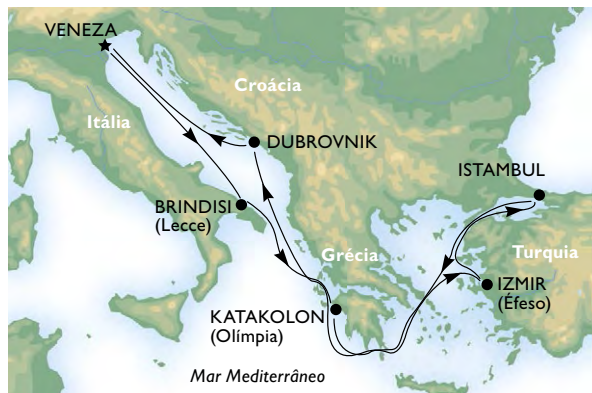 VENEZA
Croácia
Itália
DUBROVNIK
ISTAMBUL
BRINDISI
(Lecce)
Grécia
Turquia
IZMIR
(Éfeso)
KATAKOLON
(Olímpia)
Mar Mediterrâneo